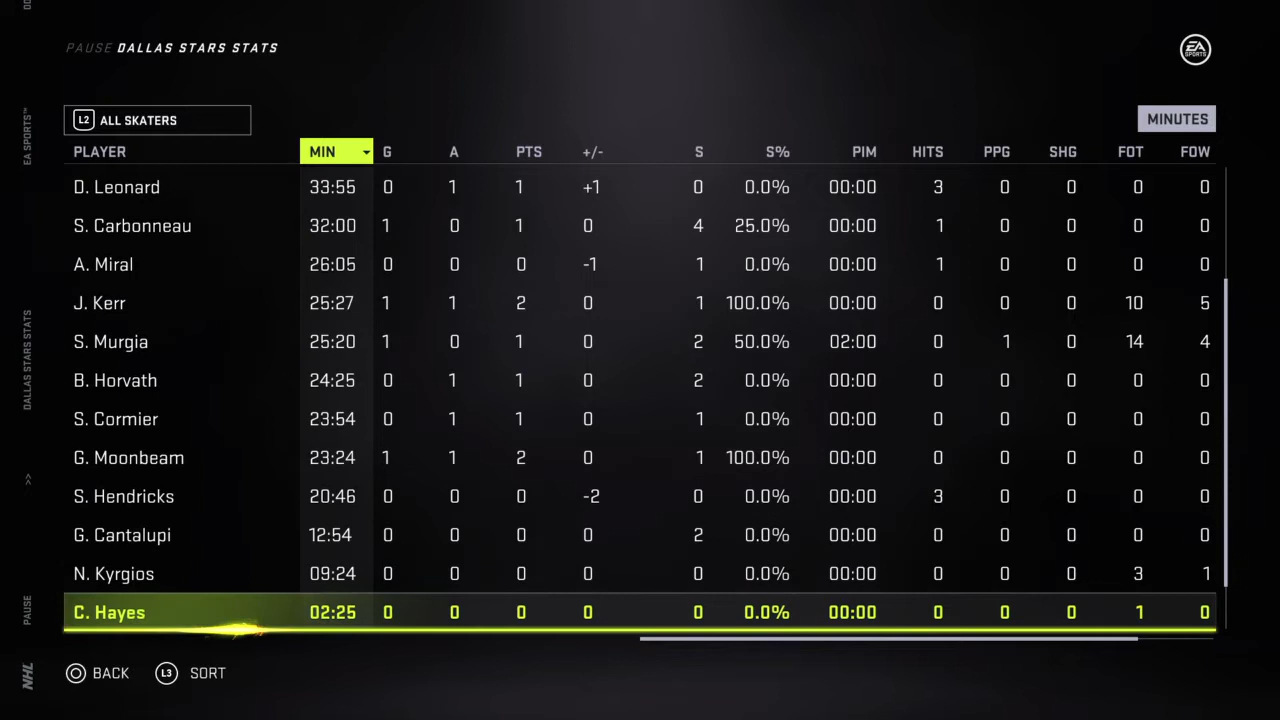 PAUSE DALLAS STARS STATS
EA SPORTS
L2 ALL SKATERS
MINUTES
PLAYER MIN G A PTS +/- S S% PIM HITS PPG SHG FOT FOW
D. Leonard 33:55 0 1 1 +1 0 0.0% 00:00 3 0 0 0 0
S. Carbonneau 32:00 1 0 1 0 4 25.0% 00:00 1 0 0 0 0
A. Miral 26:05 0 0 0 -1 1 0.0% 00:00 1 0 0 0 0
J. Kerr 25:27 1 1 2 0 1 100.0% 00:00 0 0 0 10 5
S. Murgia 25:20 1 0 1 0 2 50.0% 02:00 0 1 0 14 4
B. Horvath 24:25 0 1 1 0 2 0.0% 00:00 0 0 0 0 0
S. Cormier 23:54 0 1 1 0 1 0.0% 00:00 0 0 0 0 0
G. Moonbeam 23:24 1 1 2 0 1 100.0% 00:00 0 0 0 0 0
S. Hendricks 20:46 0 0 0 -2 0 0.0% 00:00 3 0 0 0 0
G. Cantalupi 12:54 0 0 0 0 2 0.0% 00:00 0 0 0 0 0
N. Kyrgios 09:24 0 0 0 0 0 0.0% 00:00 0 0 0 3 1
C. Hayes 02:25 0 0 0 0 0 0.0% 00:00 0 0 0 1 0
BACK L3 SORT
NHL
PAUSE
>>
DALLAS STARS STATS
EA SPORTS™